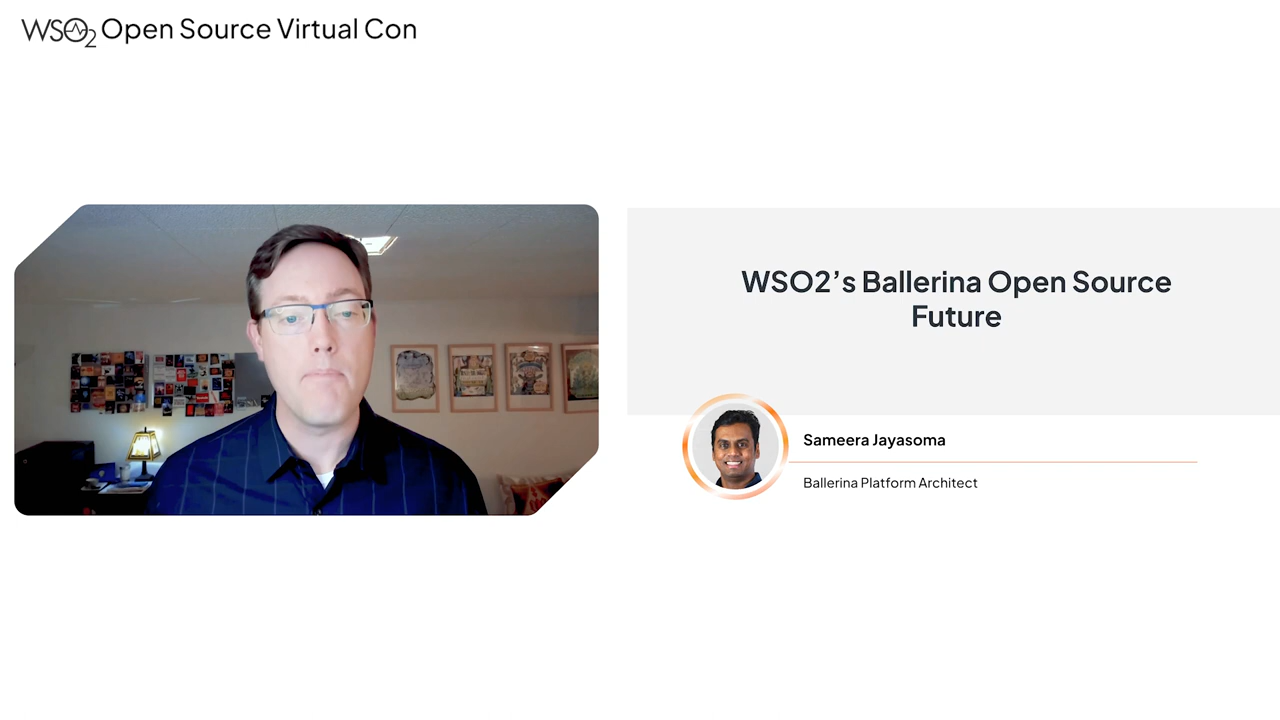 WSO2 Open Source Virtual Con
WSO2's Ballerina Open Source
Future
Sameera Jayasoma
Ballerina Platform Architect